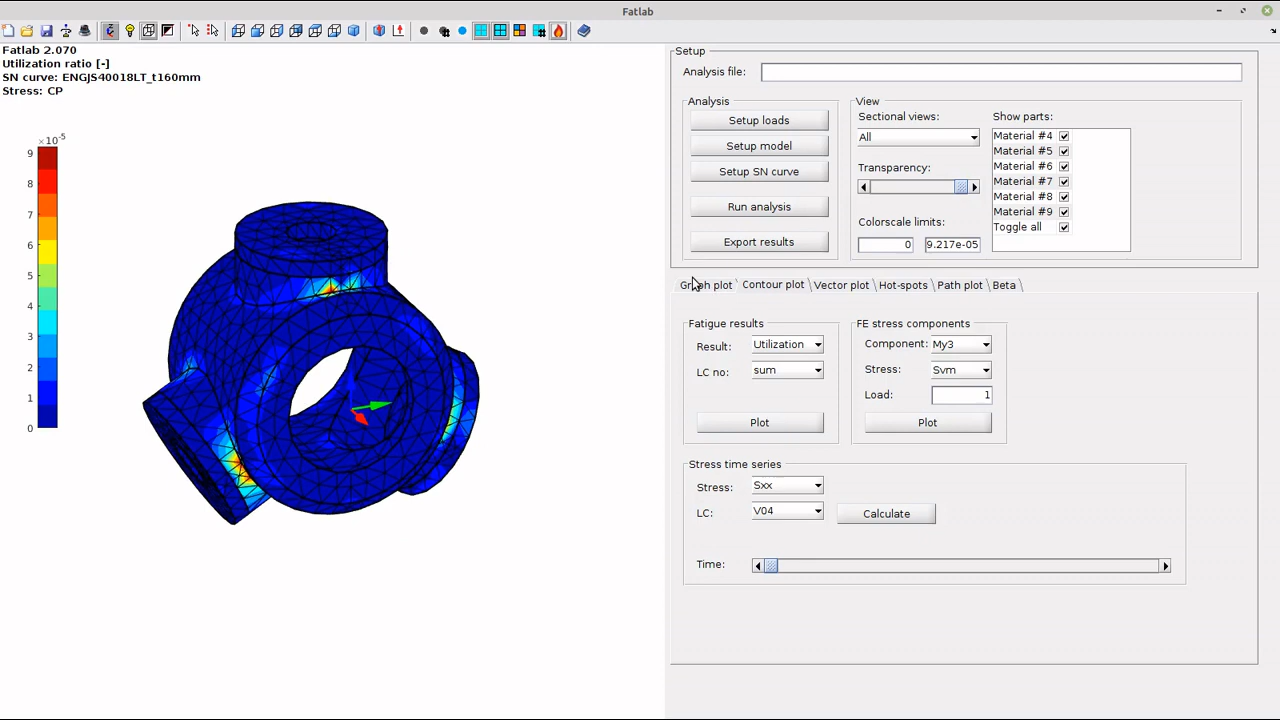 Fatlab
Fatlab 2.070
Utilization ratio [-]
SN curve: ENGJS40018LT_t160mm
Stress: CP
×10-5
9
8
7
6
5
4
3
2
1
0
Setup
Analysis file:
Analysis
Setup loads
Setup model
Setup SN curve
Run analysis
Export results
View
Sectional views:
All
Transparency:
Colorscale limits:
0 9.217e-05
Show parts:
Material #4
Material #5
Material #6
Material #7
Material #8
Material #9
Toggle all
Graph plot Contour plot Vector plot Hot-spots Path plot Beta
Fatigue results
Result: Utilization
LC no: sum
Plot
FE stress components
Component: My3
Stress: Svm
Load: 1
Plot
Stress time series
Stress: Sxx
LC: V04 Calculate
Time: